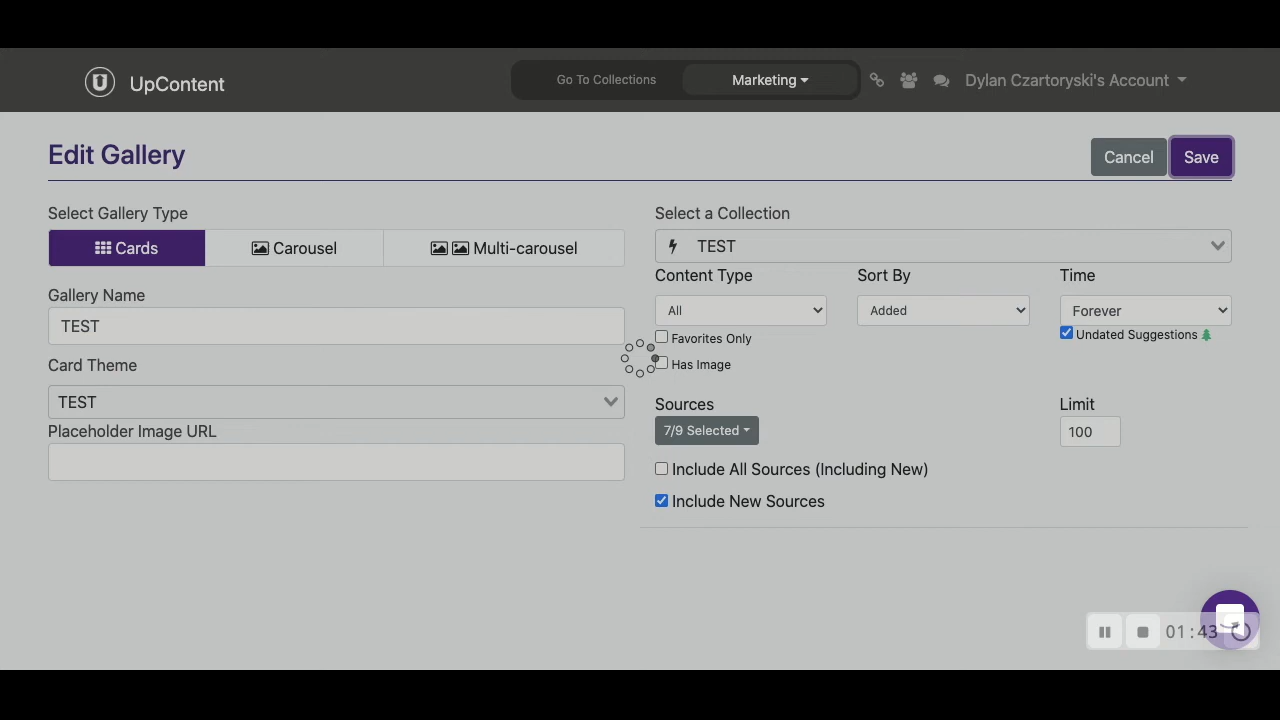 UpContent
Go To Collections
Marketing
Dylan Czartoryski's Account
Edit Gallery
Cancel
Save
Select Gallery Type
Cards
Carousel
Multi-carousel
Gallery Name
TEST
Card Theme
TEST
Placeholder Image URL
Select a Collection
TEST
Content Type
Sort By
Time
All
Added
Forever
Favorites Only
Undated Suggestions
Has Image
Sources
Limit
7/9 Selected
100
Include All Sources (Including New)
Include New Sources
01:43